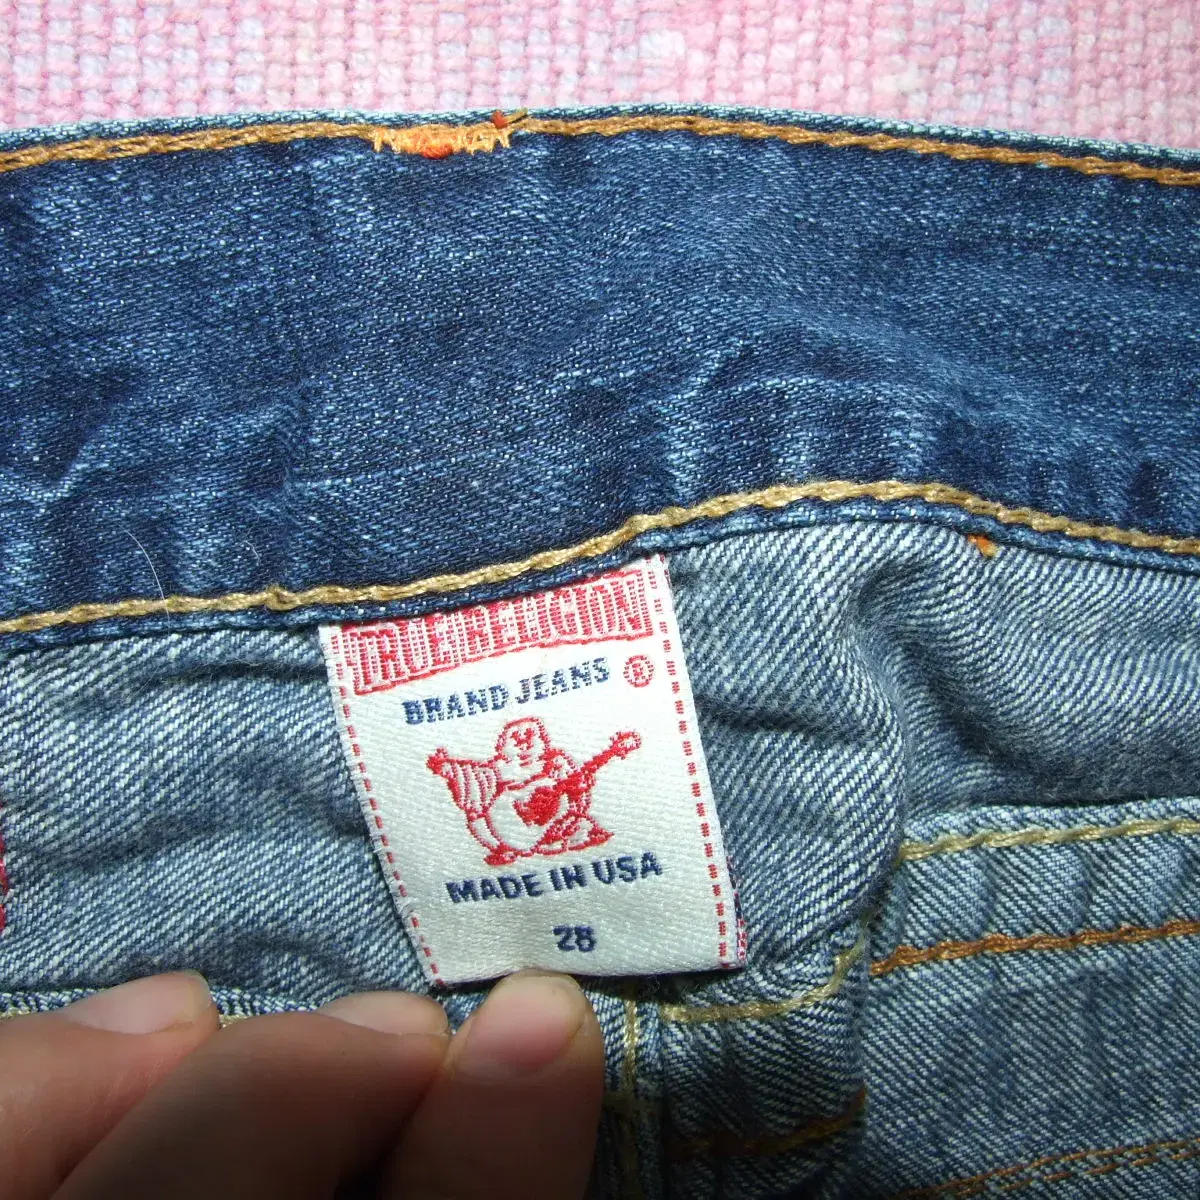 TRUE RELIGION
BRAND JEANS ®
MADE IN USA
28